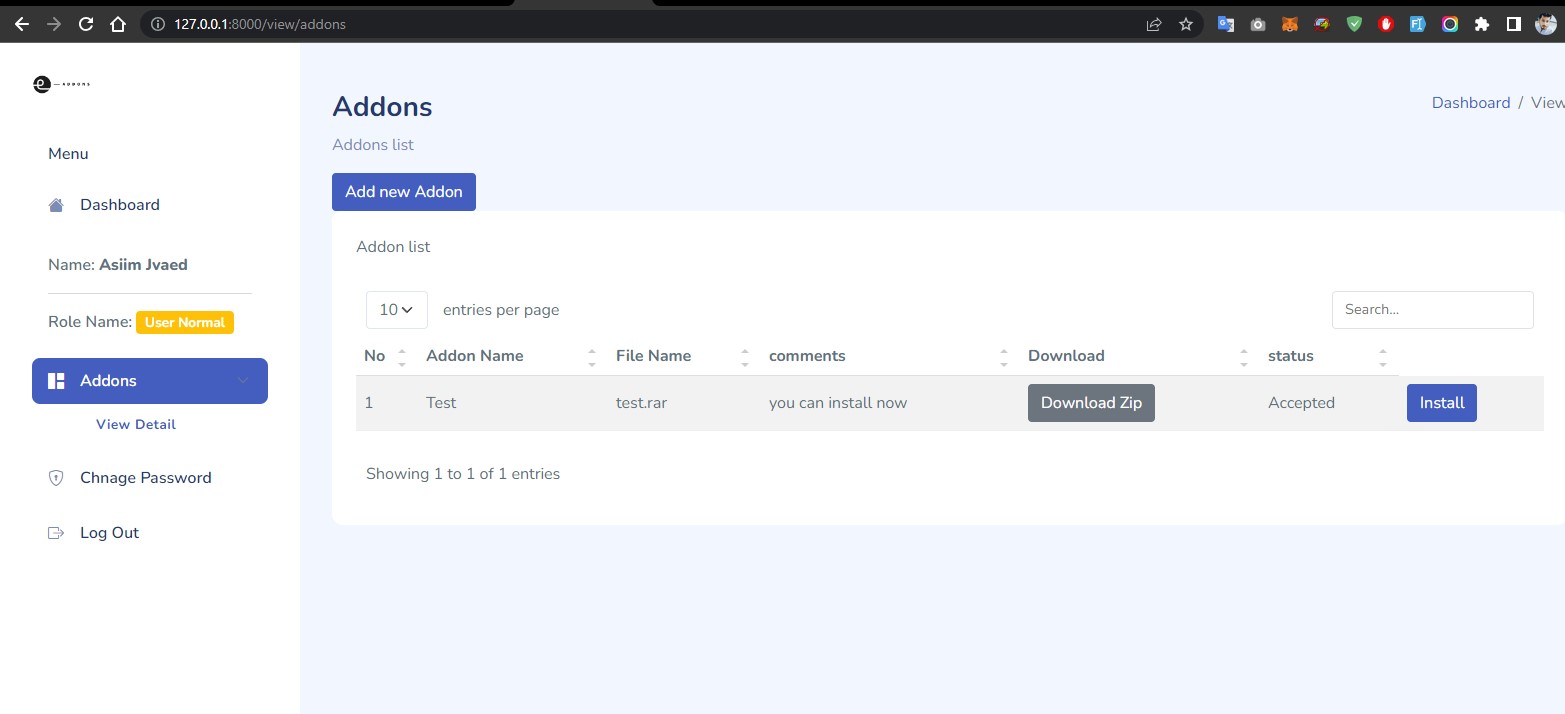 127.0.0.1:8000/view/addons
Menu
Dashboard
Name: Asiim Jvaed
Role Name: User Normal
Addons
View Detail
Chnage Password
Log Out
Addons
Dashboard / View
Addons list
Add new Addon
Addon list
10 entries per page
Search...
No Addon Name File Name comments Download status
1 Test test.rar you can install now Download Zip Accepted Install
Showing 1 to 1 of 1 entries